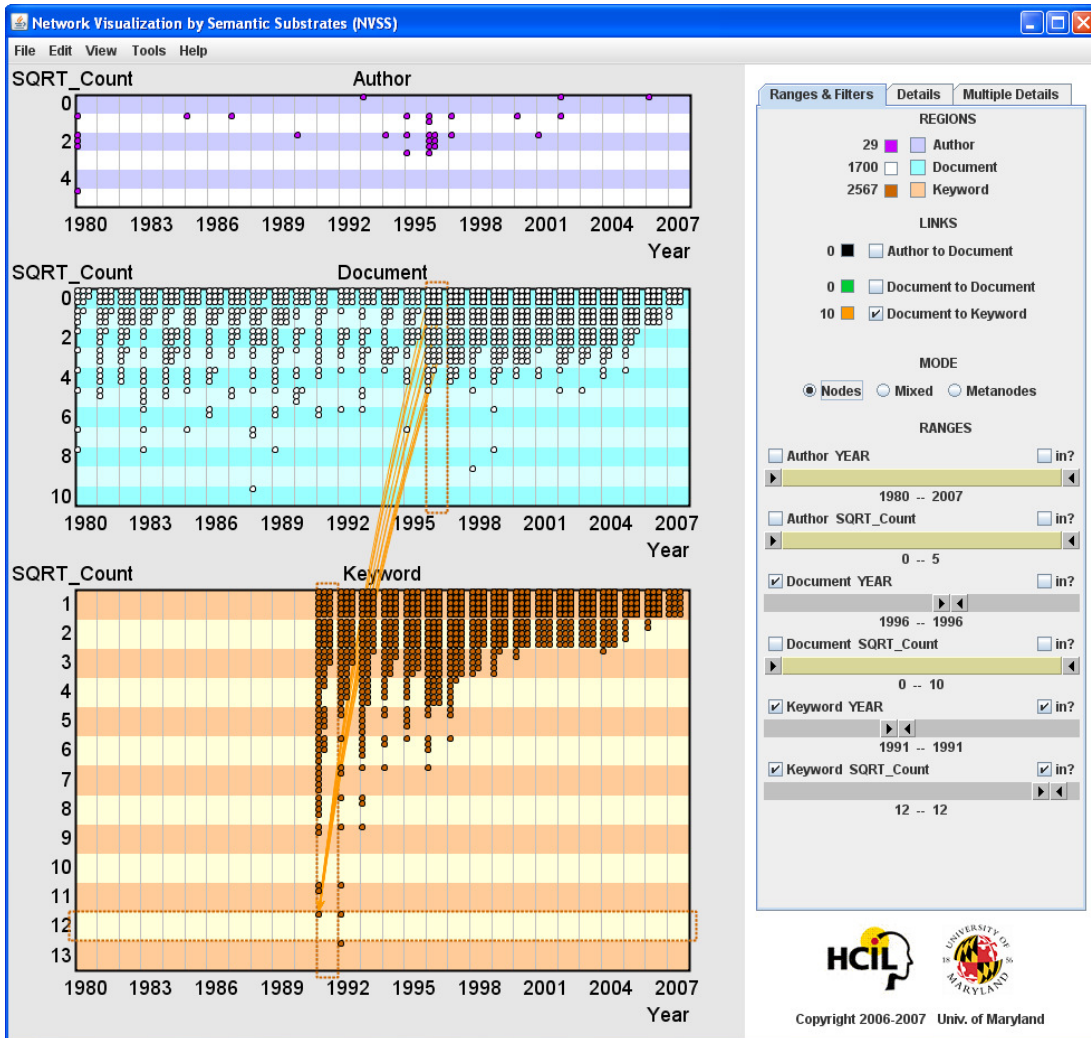 Network Visualization by Semantic Substrates (NVSS)
File Edit View Tools Help
SQRT_Count Author
0
2
4
1980 1983 1986 1989 1992 1995 1998 2001 2004 2007
Year
SQRT_Count Document
0
2
4
6
8
10
1980 1983 1986 1989 1992 1995 1998 2001 2004 2007
Year
SQRT_Count Keyword
1
2
3
4
5
6
7
8
9
10
11
12
13
1980 1983 1986 1989 1992 1995 1998 2001 2004 2007
Year
Ranges & Filters Details Multiple Details
REGIONS
29 Author
1700 Document
2567 Keyword
LINKS
0 Author to Document
0 Document to Document
10 Document to Keyword
MODE
Nodes Mixed Metanodes
RANGES
Author YEAR in?
1980 -- 2007
Author SQRT_Count in?
0 -- 5
Document YEAR in?
1996 -- 1996
Document SQRT_Count in?
0 -- 10
Keyword YEAR in?
1991 -- 1991
Keyword SQRT_Count in?
12 -- 12
HCIL
UNIVERSITY OF
18 56
MARYLAND
Copyright 2006-2007 Univ. of Maryland